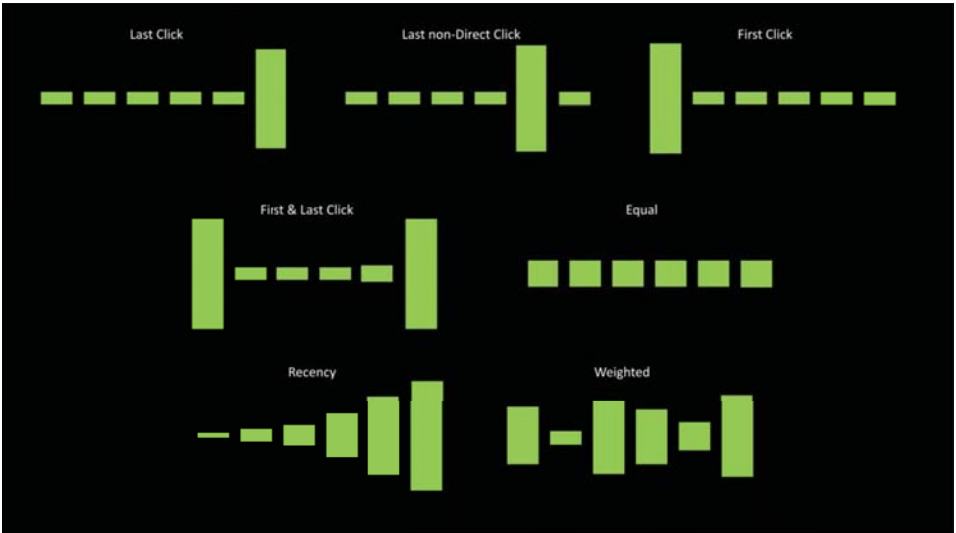 Last Click
Last non-Direct Click
First Click
First & Last Click
Equal
Recency
Weighted